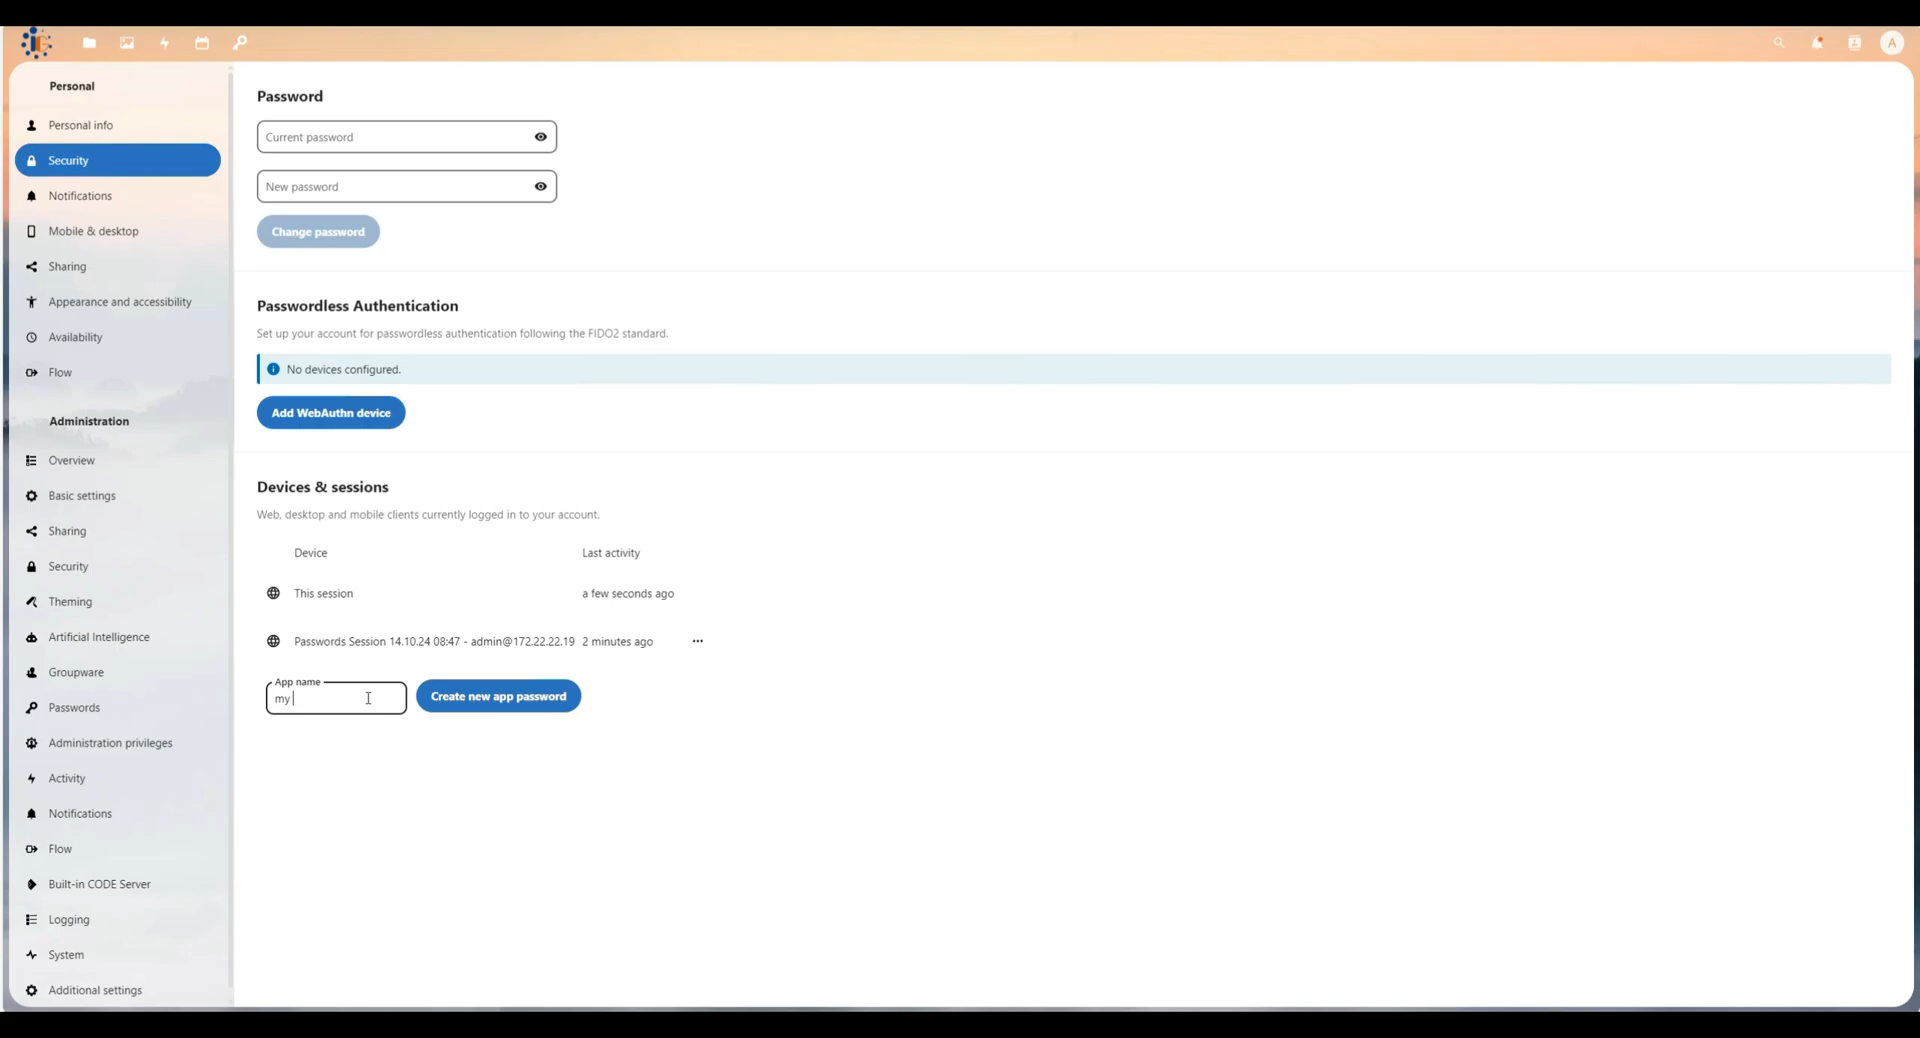 A
Personal
Personal info
Security
Notifications
Mobile & desktop
Sharing
Appearance and accessibility
Availability
Flow
Administration
Overview
Basic settings
Sharing
Security
Theming
Artificial Intelligence
Groupware
Passwords
Administration privileges
Activity
Notifications
Flow
Built-in CODE Server
Logging
System
Additional settings
Password
Current password
New password
Change password
Passwordless Authentication
Set up your account for passwordless authentication following the FIDO2 standard.
No devices configured.
Add WebAuthn device
Devices & sessions
Web, desktop and mobile clients currently logged in to your account.
Device Last activity
This session a few seconds ago
Passwords Session 14.10.24 08:47 - admin@172.22.22.19 2 minutes ago
App name
my
Create new app password